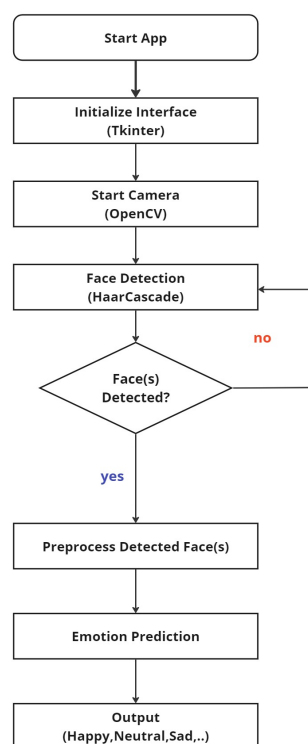 Start App
Initialize Interface
(Tkinter)
Start Camera
(OpenCV)
Face Detection
(HaarCascade)
no
Face(s)
Detected?
yes
Preprocess Detected Face(s)
Emotion Prediction
Output
(Happy,Neutral,Sad,..)